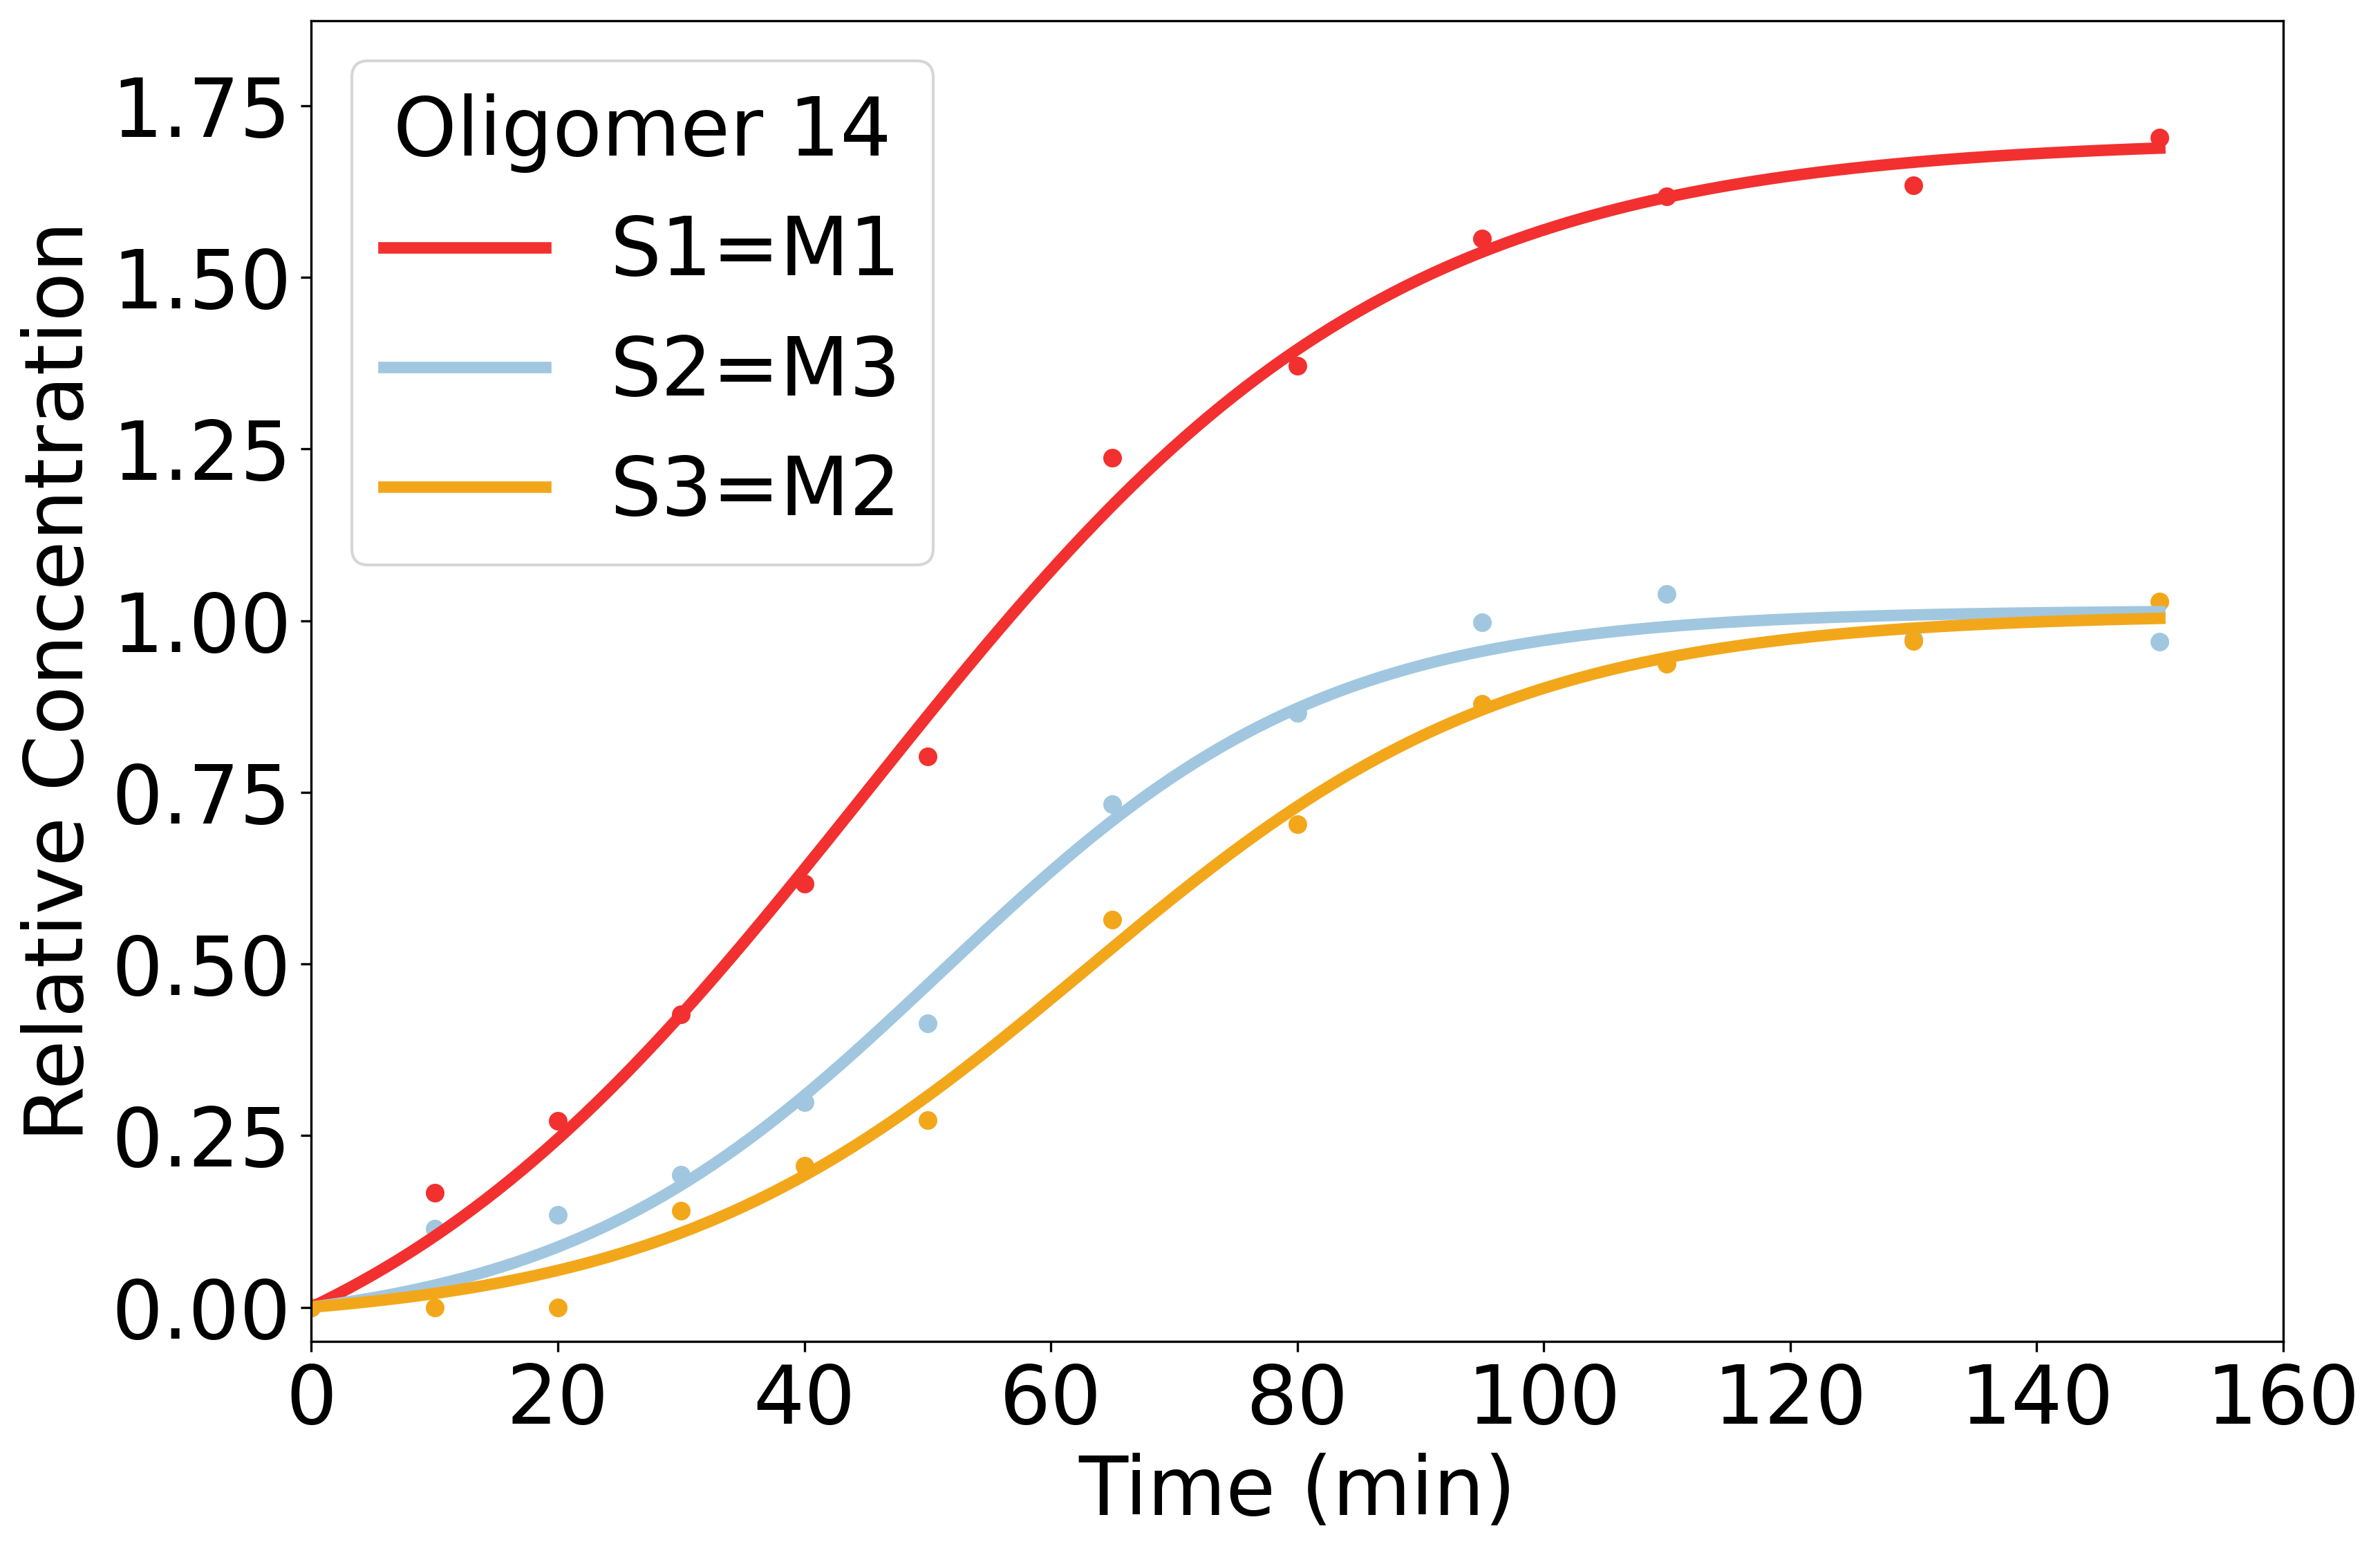 Oligomer 14
S1=M1
S2=M3
S3=M2
Relative Concentration
1.75
1.50
1.25
1.00
0.75
0.50
0.25
0.00
0 20 40 60 80 100 120 140 160
Time (min)